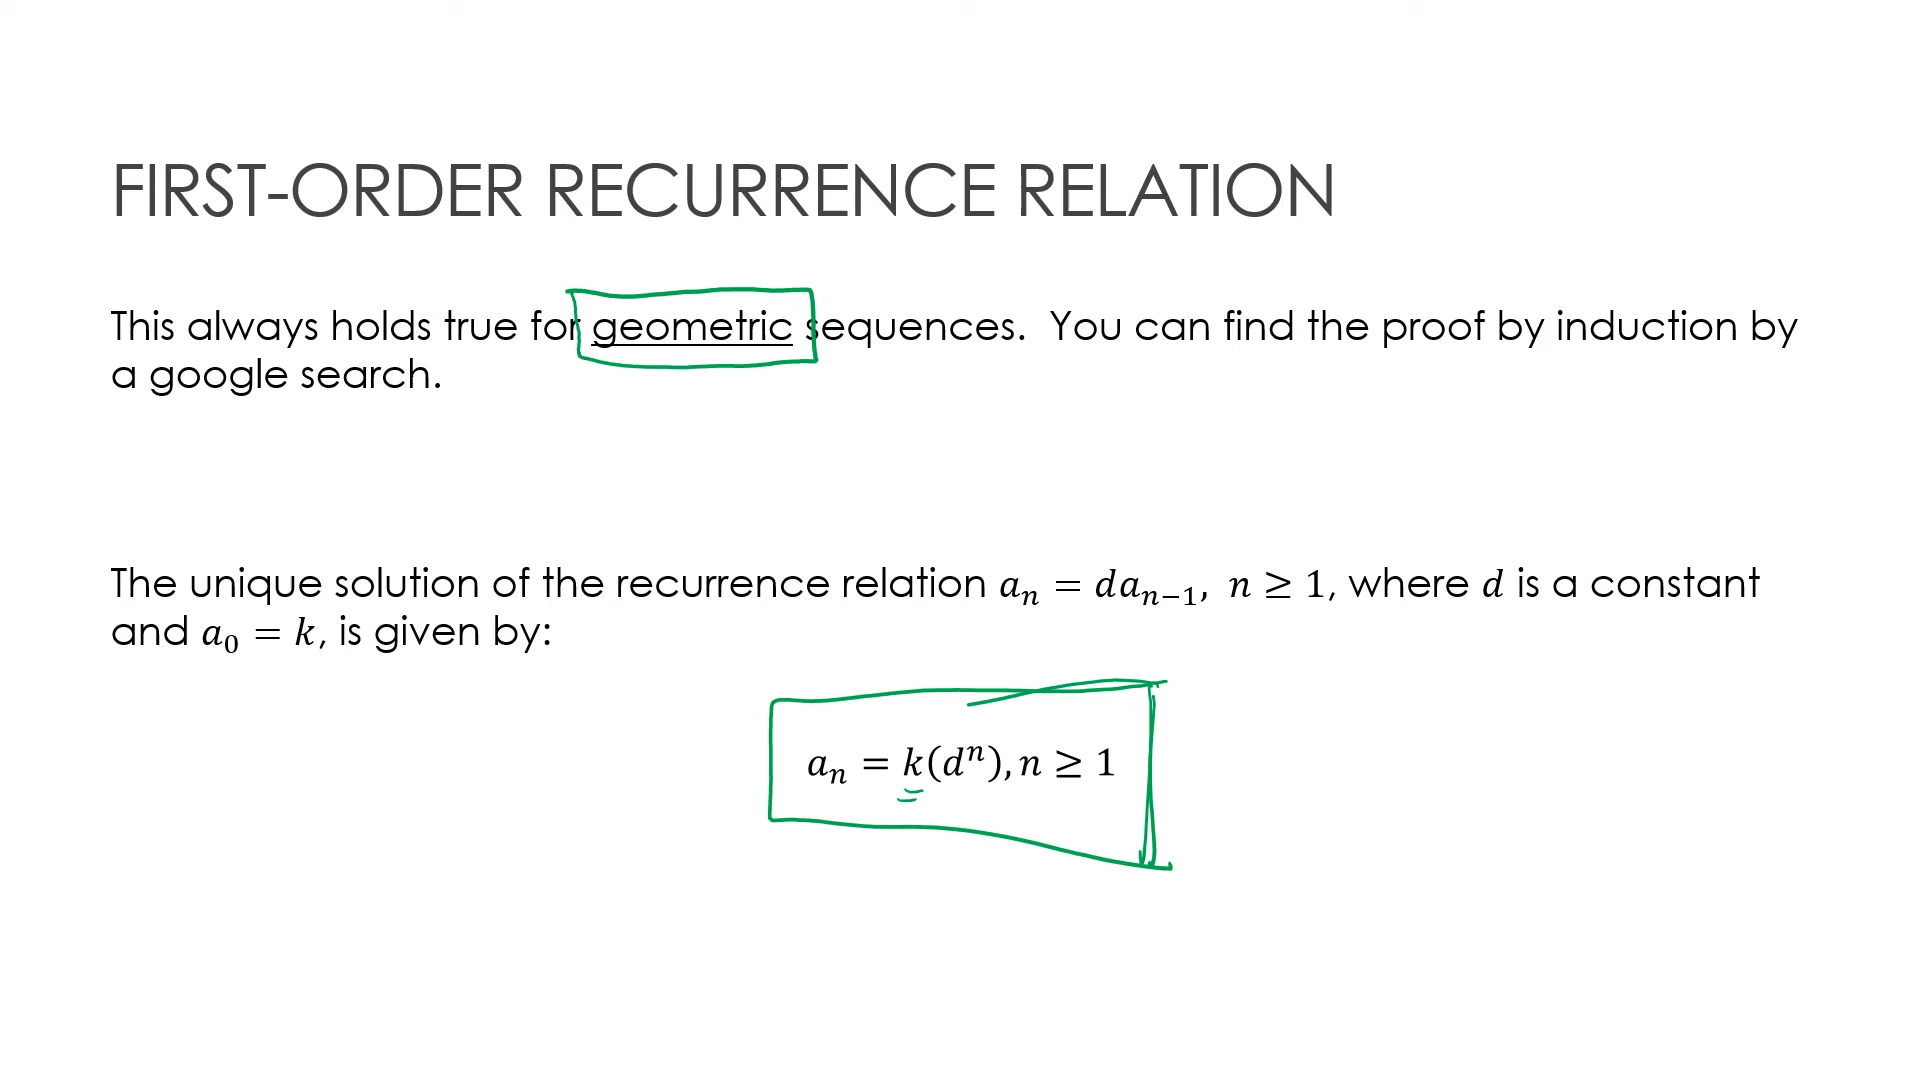 FIRST-ORDER RECURRENCE RELATION
This always holds true for geometric sequences. You can find the proof by induction by
a google search.
The unique solution of the recurrence relation aₙ = daₙ₋₁, n ≥ 1, where d is a constant
and a₀ = k, is given by:
aₙ = k(dⁿ), n ≥ 1